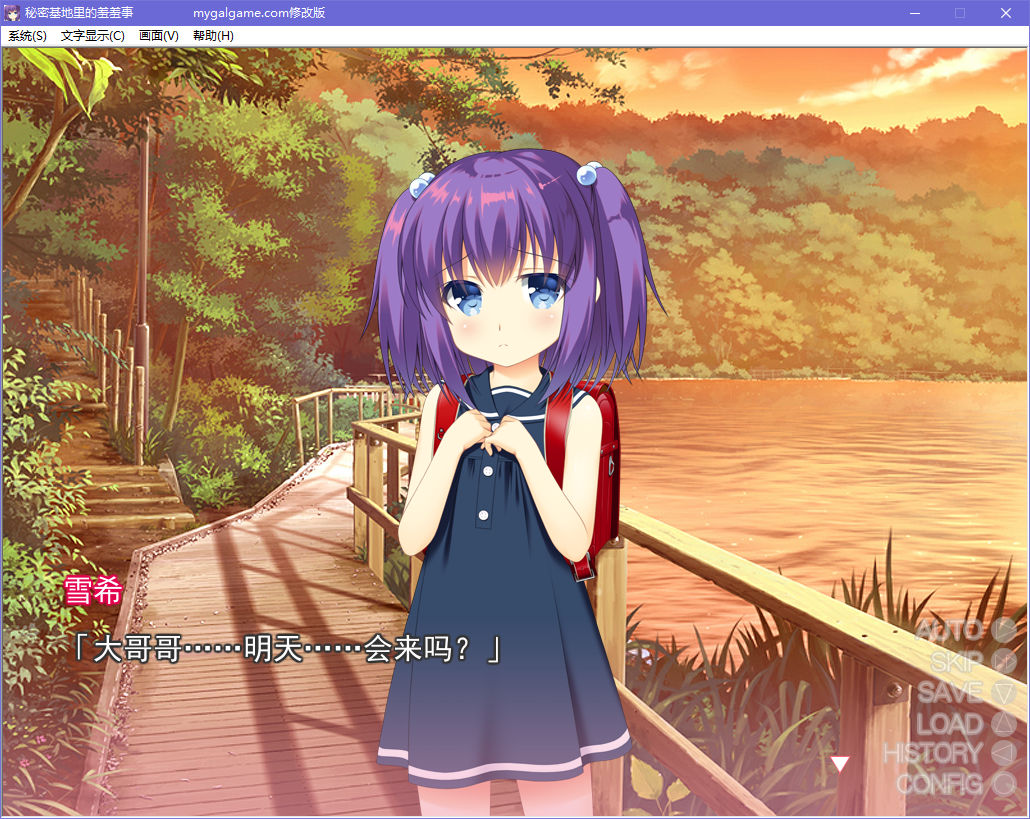 秘密基地里的羞羞事 mygalgame.com修改版
系统(S) 文字显示(C) 画面(V) 帮助(H)
雪希
「大哥哥……明天……会来吗？」
AUTO
SKIP
SAVE
LOAD
HISTORY
CONFIG